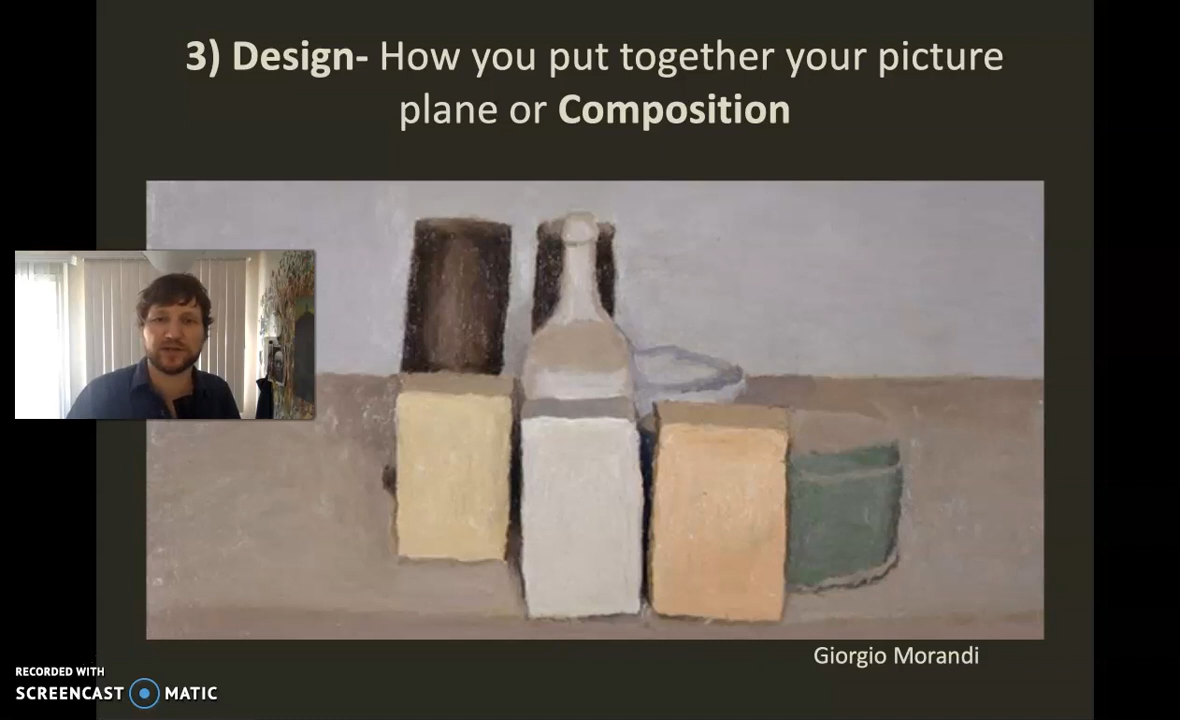 3) Design- How you put together your picture
plane or Composition
Giorgio Morandi
RECORDED WITH
SCREENCAST MATIC